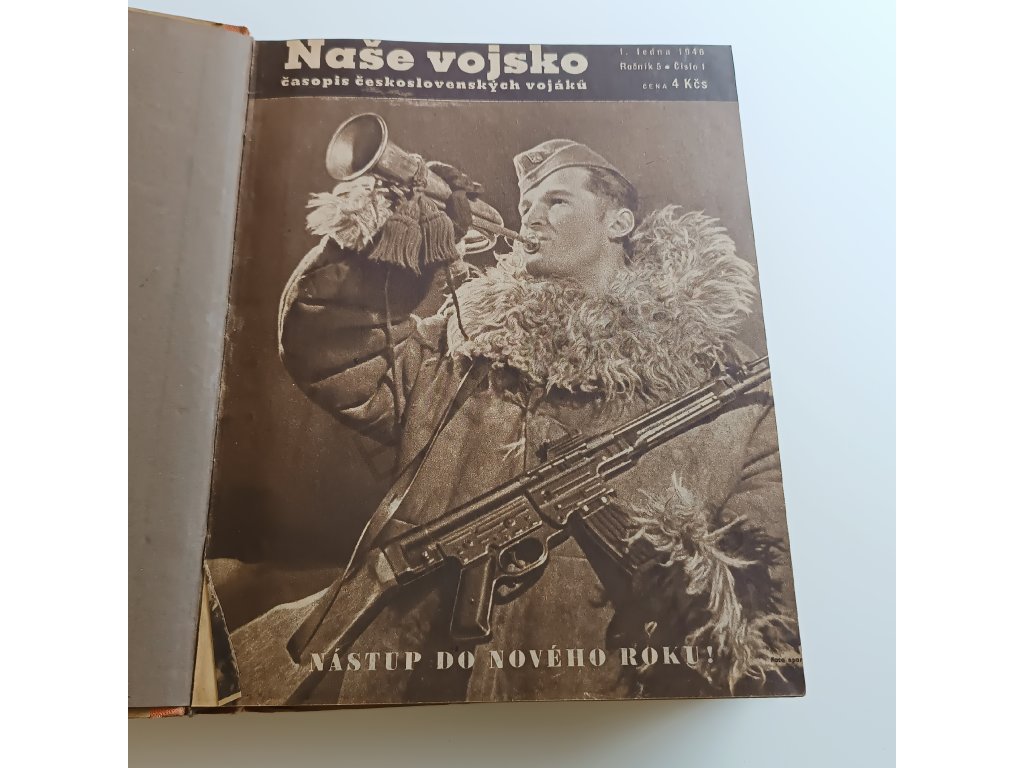 Naše vojsko
časopis československých vojáků
1. ledna 1946
Ročník 5 • Číslo 1
CENA 4 Kčs
NÁSTUP DO NOVÉHO ROKU!